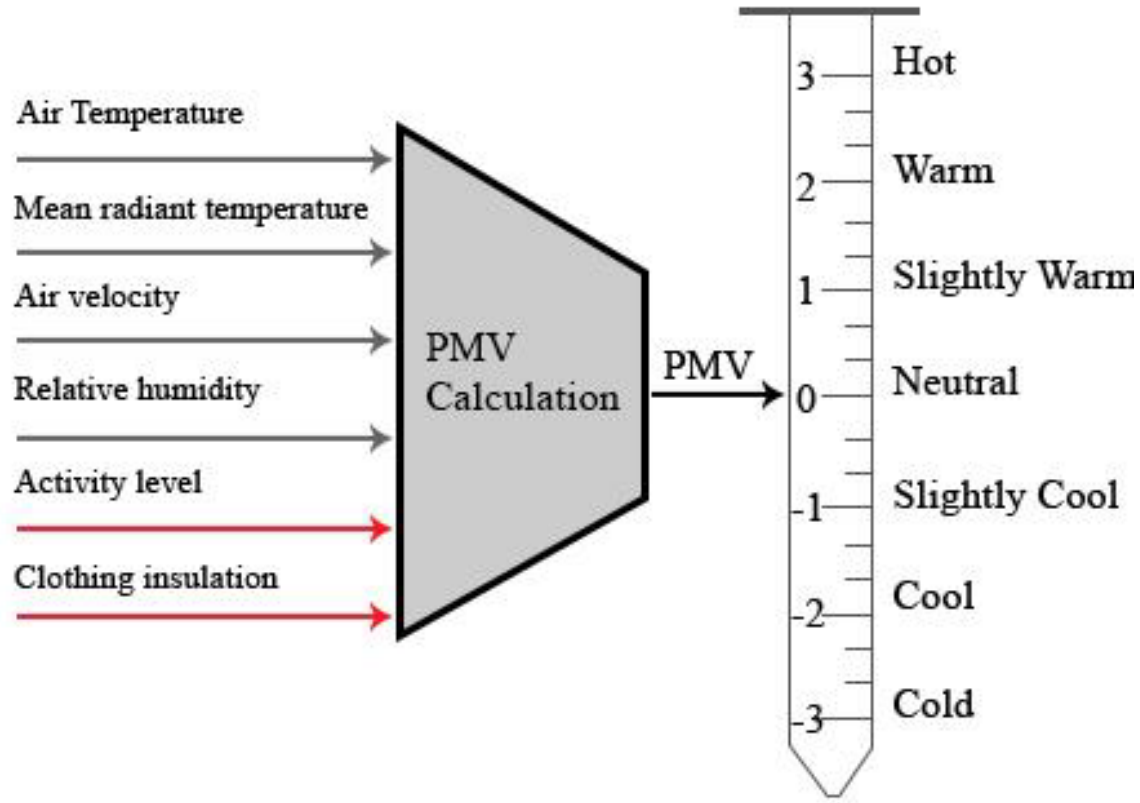 Air Temperature
Mean radiant temperature
Air velocity
Relative humidity
Activity level
Clothing insulation
PMV
Calculation
PMV
3 Hot
2 Warm
1 Slightly Warm
0 Neutral
-1 Slightly Cool
-2 Cool
-3 Cold